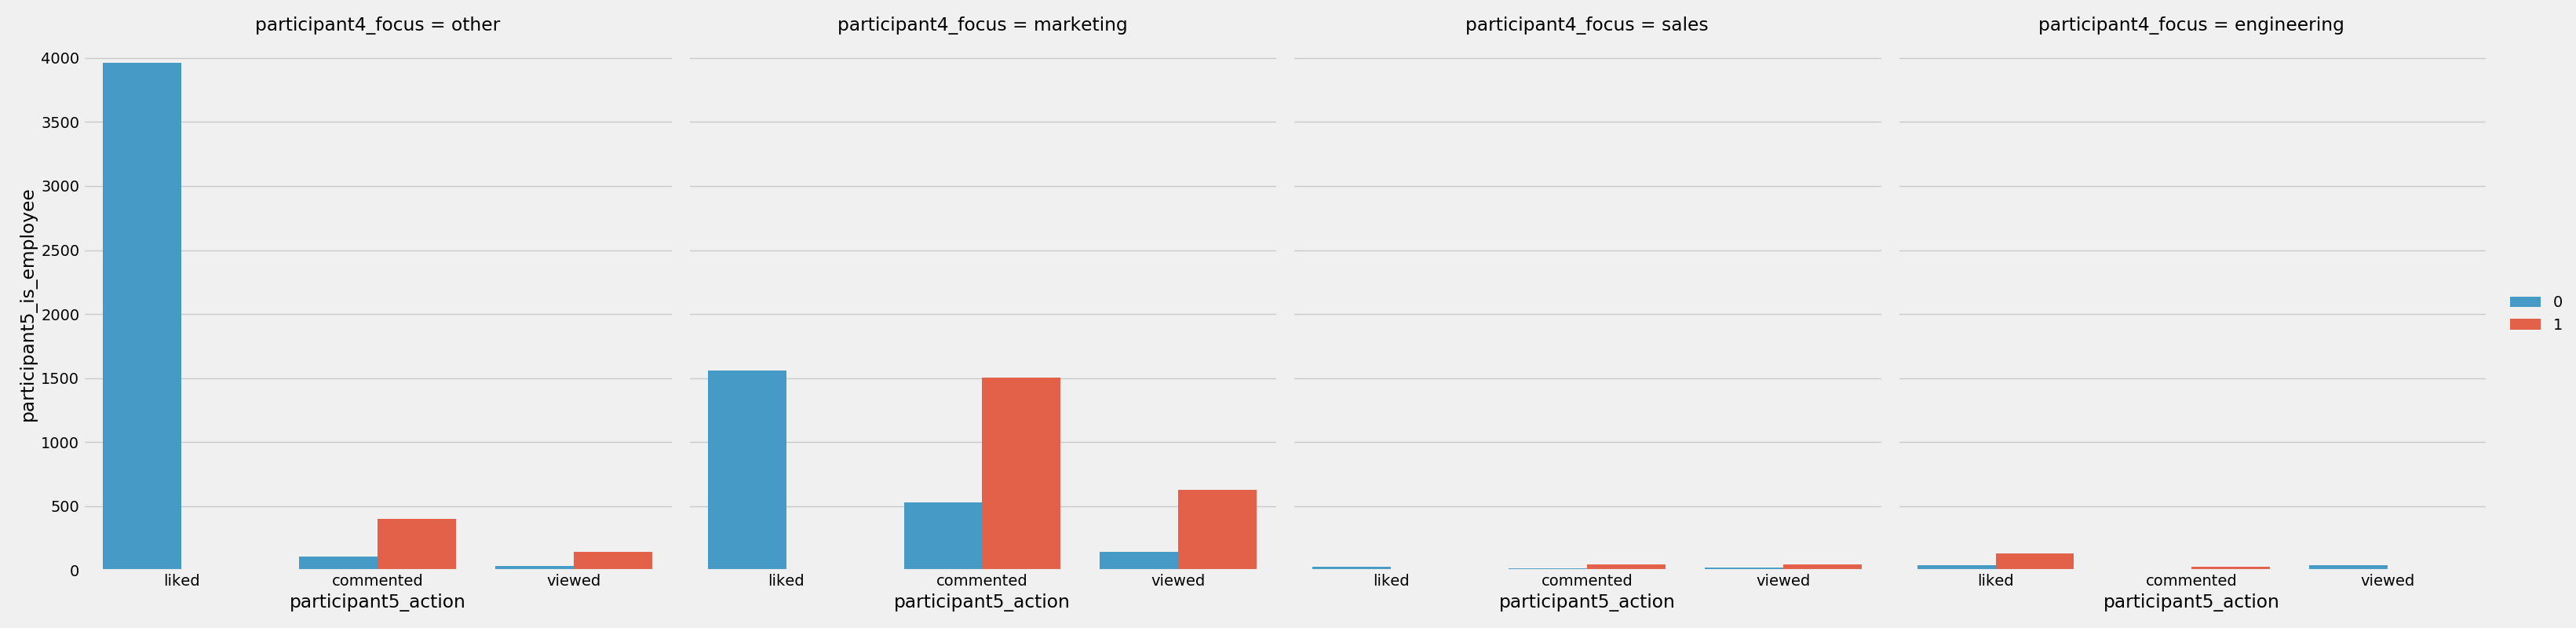 participant4_focus = other
participant4_focus = marketing
participant4_focus = sales
participant4_focus = engineering
participant5_is_employee
4000
3500
3000
2500
2000
1500
1000
500
0
liked commented viewed
liked commented viewed
liked commented viewed
liked commented viewed
participant5_action
participant5_action
participant5_action
participant5_action
0
1